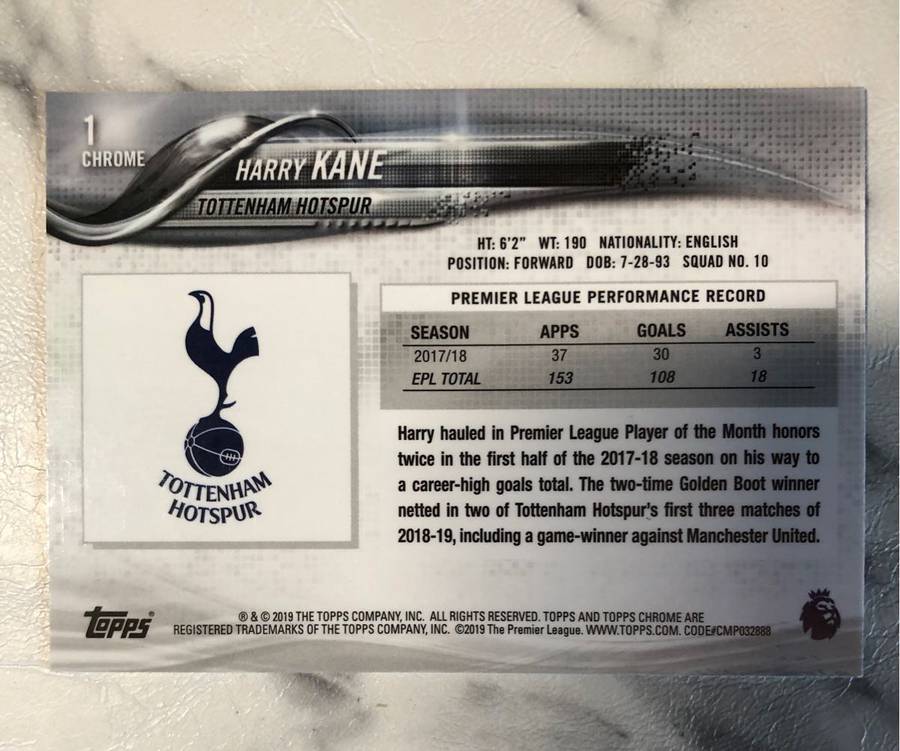 1
CHROME
HARRY KANE
TOTTENHAM HOTSPUR
HT: 6'2" WT: 190 NATIONALITY: ENGLISH
POSITION: FORWARD DOB: 7-28-93 SQUAD NO. 10
PREMIER LEAGUE PERFORMANCE RECORD
SEASON APPS GOALS ASSISTS
2017/18 37 30 3
EPL TOTAL 153 108 18
Harry hauled in Premier League Player of the Month honors
twice in the first half of the 2017-18 season on his way to
a career-high goals total. The two-time Golden Boot winner
netted in two of Tottenham Hotspur's first three matches of
2018-19, including a game-winner against Manchester United.
TOTTENHAM
HOTSPUR
Topps®
® & © 2019 THE TOPPS COMPANY, INC. ALL RIGHTS RESERVED. TOPPS AND TOPPS CHROME ARE
REGISTERED TRADEMARKS OF THE TOPPS COMPANY, INC. ©2019 The Premier League. WWW.TOPPS.COM. CODE#CMP032888